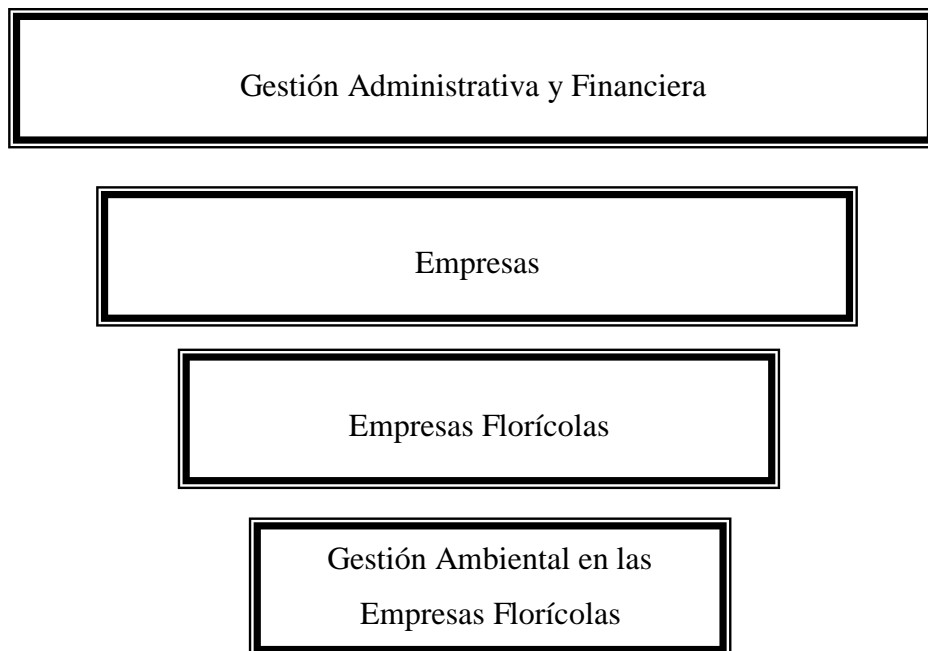 Gestión Administrativa y Financiera
Empresas
Empresas Florícolas
Gestión Ambiental en las
Empresas Florícolas